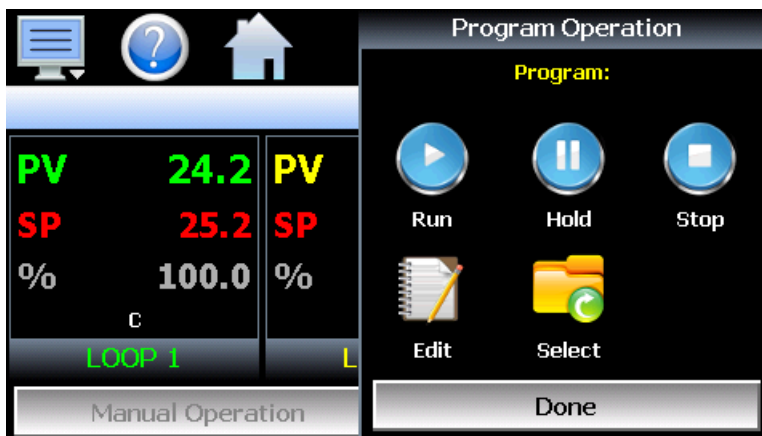 ?
Program Operation
Program:
PV 24.2 PV
SP 25.2 SP
% 100.0 %
C
LOOP 1 L
Manual Operation
Run Hold Stop
Edit Select
Done